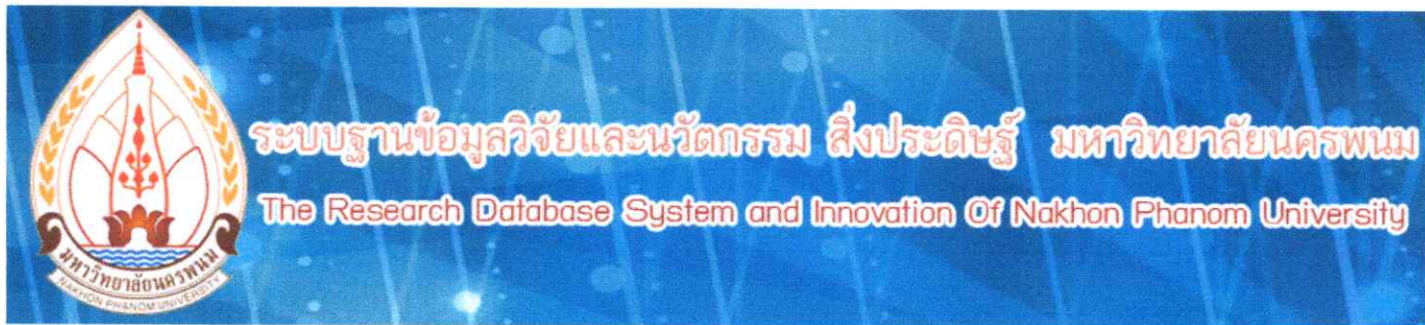 ระบบฐานข้อมูลวิจัยและนวัตกรรม สิ่งประดิษฐ์ มหาวิทยาลัยนครพนม
The Research Database System and Innovation Of Nakhon Phanom University
มหาวิทยาลัยนครพนม
NAKHON PHANOM UNIVERSITY